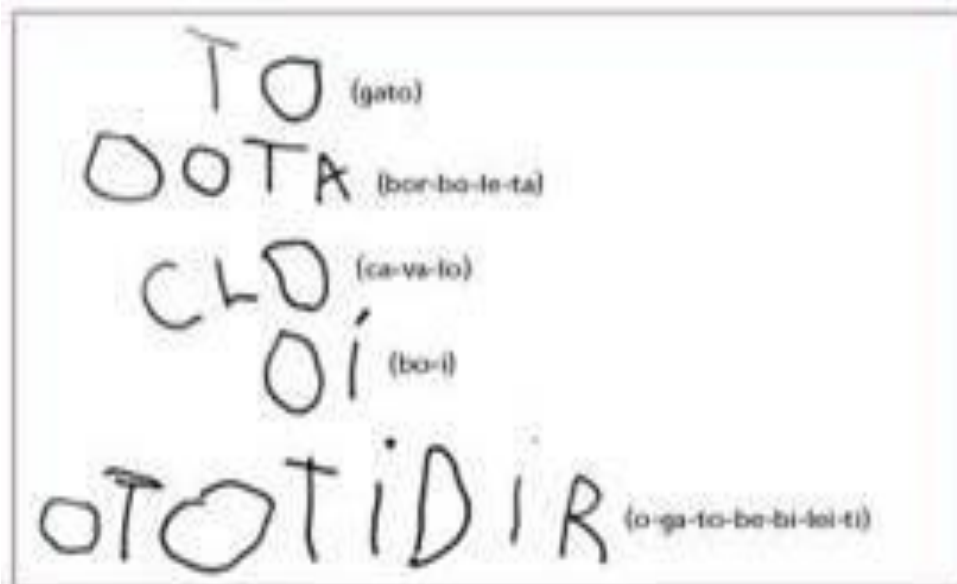 TO (gato)
OOTA (bor-bo-le-ta)
CLO (ca-va-lo)
OÍ (bo-i)
OTOTIDIR (o-ga-to-be-bi-lei-ti)